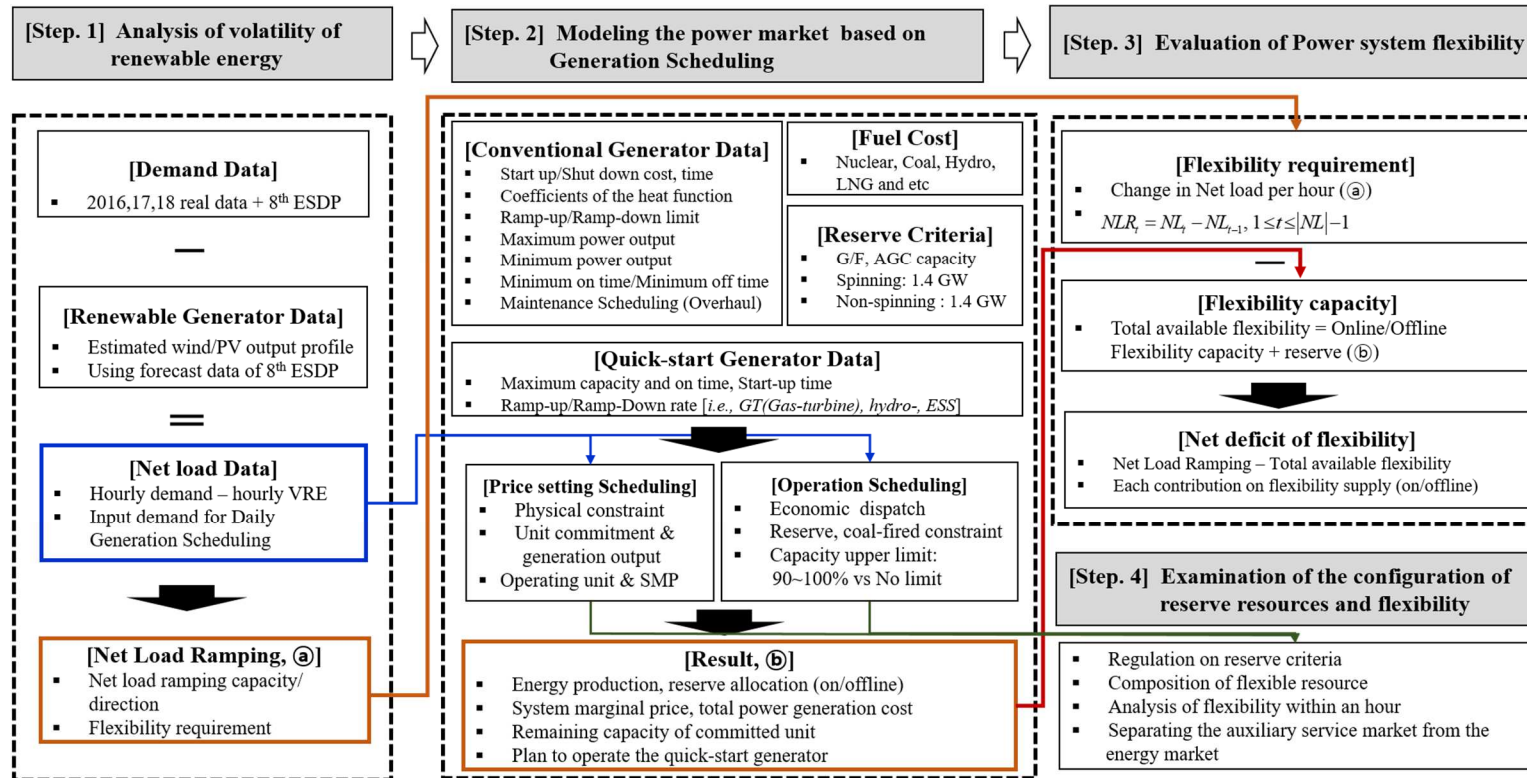 [Step. 1] Analysis of volatility of
renewable energy
[Step. 2] Modeling the power market based on
Generation Scheduling
[Step. 3] Evaluation of Power system flexibility
[Demand Data]
▪ 2016,17,18 real data + 8th ESDP
—
[Renewable Generator Data]
▪ Estimated wind/PV output profile
▪ Using forecast data of 8th ESDP
=
[Net load Data]
▪ Hourly demand – hourly VRE
▪ Input demand for Daily
Generation Scheduling
[Net Load Ramping, ⓐ]
▪ Net load ramping capacity/
direction
▪ Flexibility requirement
[Conventional Generator Data]
▪ Start up/Shut down cost, time
▪ Coefficients of the heat function
▪ Ramp-up/Ramp-down limit
▪ Maximum power output
▪ Minimum power output
▪ Minimum on time/Minimum off time
▪ Maintenance Scheduling (Overhaul)
[Fuel Cost]
▪ Nuclear, Coal, Hydro,
LNG and etc
[Reserve Criteria]
▪ G/F, AGC capacity
▪ Spinning: 1.4 GW
▪ Non-spinning : 1.4 GW
[Quick-start Generator Data]
▪ Maximum capacity and on time, Start-up time
▪ Ramp-up/Ramp-Down rate [i.e., GT(Gas-turbine), hydro-, ESS]
[Price setting Scheduling]
▪ Physical constraint
▪ Unit commitment &
generation output
▪ Operating unit & SMP
[Operation Scheduling]
▪ Economic dispatch
▪ Reserve, coal-fired constraint
▪ Capacity upper limit:
90~100% vs No limit
[Result, ⓑ]
▪ Energy production, reserve allocation (on/offline)
▪ System marginal price, total power generation cost
▪ Remaining capacity of committed unit
▪ Plan to operate the quick-start generator
[Flexibility requirement]
▪ Change in Net load per hour (ⓐ)
▪ NLR_t = NL_t − NL_{t−1}, 1 ≤ t ≤ |NL| − 1
—
[Flexibility capacity]
▪ Total available flexibility = Online/Offline
Flexibility capacity + reserve (ⓑ)
[Net deficit of flexibility]
▪ Net Load Ramping – Total available flexibility
▪ Each contribution on flexibility supply (on/offline)
[Step. 4] Examination of the configuration of
reserve resources and flexibility
▪ Regulation on reserve criteria
▪ Composition of flexible resource
▪ Analysis of flexibility within an hour
▪ Separating the auxiliary service market from the
energy market